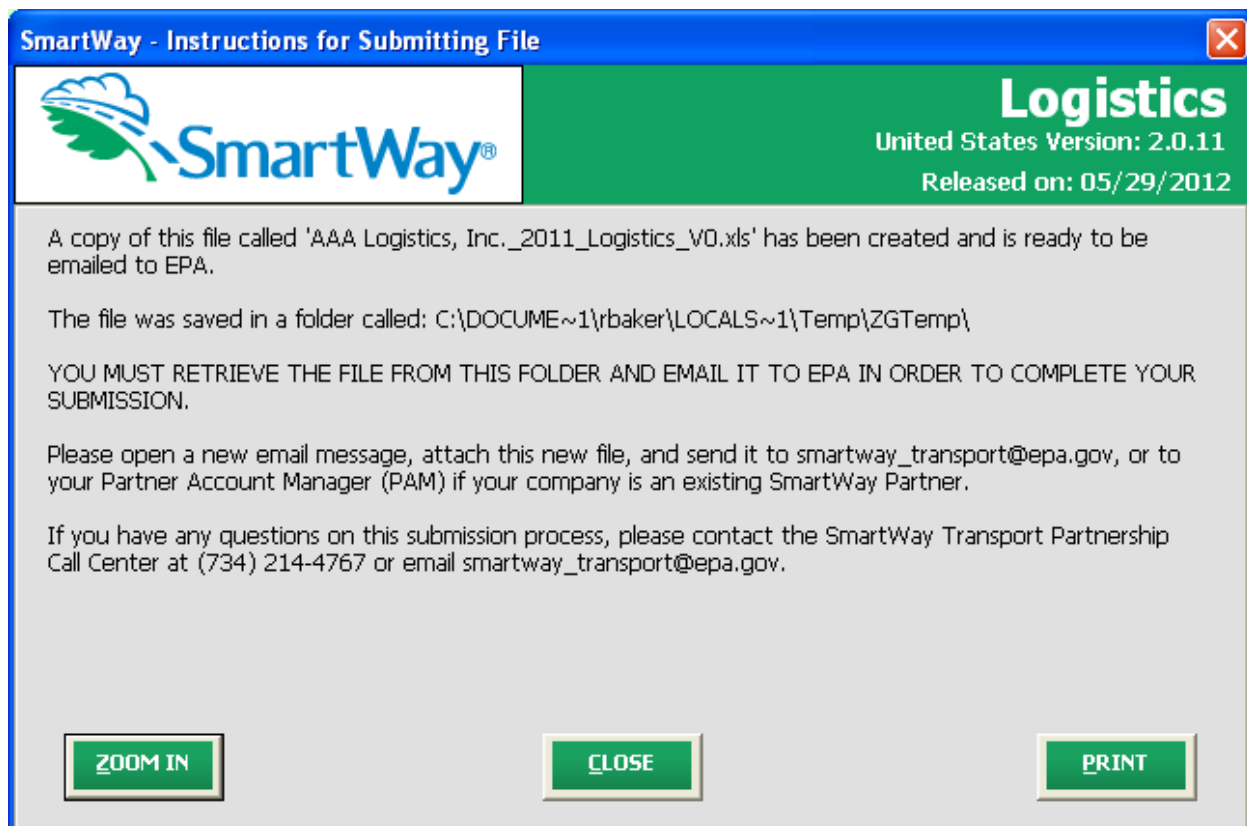 SmartWay - Instructions for Submitting File
SmartWay®
Logistics
United States Version: 2.0.11
Released on: 05/29/2012
A copy of this file called 'AAA Logistics, Inc._2011_Logistics_V0.xls' has been created and is ready to be
emailed to EPA.
The file was saved in a folder called: C:\DOCUME~1\rbaker\LOCALS~1\Temp\ZGTemp\
YOU MUST RETRIEVE THE FILE FROM THIS FOLDER AND EMAIL IT TO EPA IN ORDER TO COMPLETE YOUR
SUBMISSION.
Please open a new email message, attach this new file, and send it to smartway_transport@epa.gov, or to
your Partner Account Manager (PAM) if your company is an existing SmartWay Partner.
If you have any questions on this submission process, please contact the SmartWay Transport Partnership
Call Center at (734) 214-4767 or email smartway_transport@epa.gov.
ZOOM IN
CLOSE
PRINT